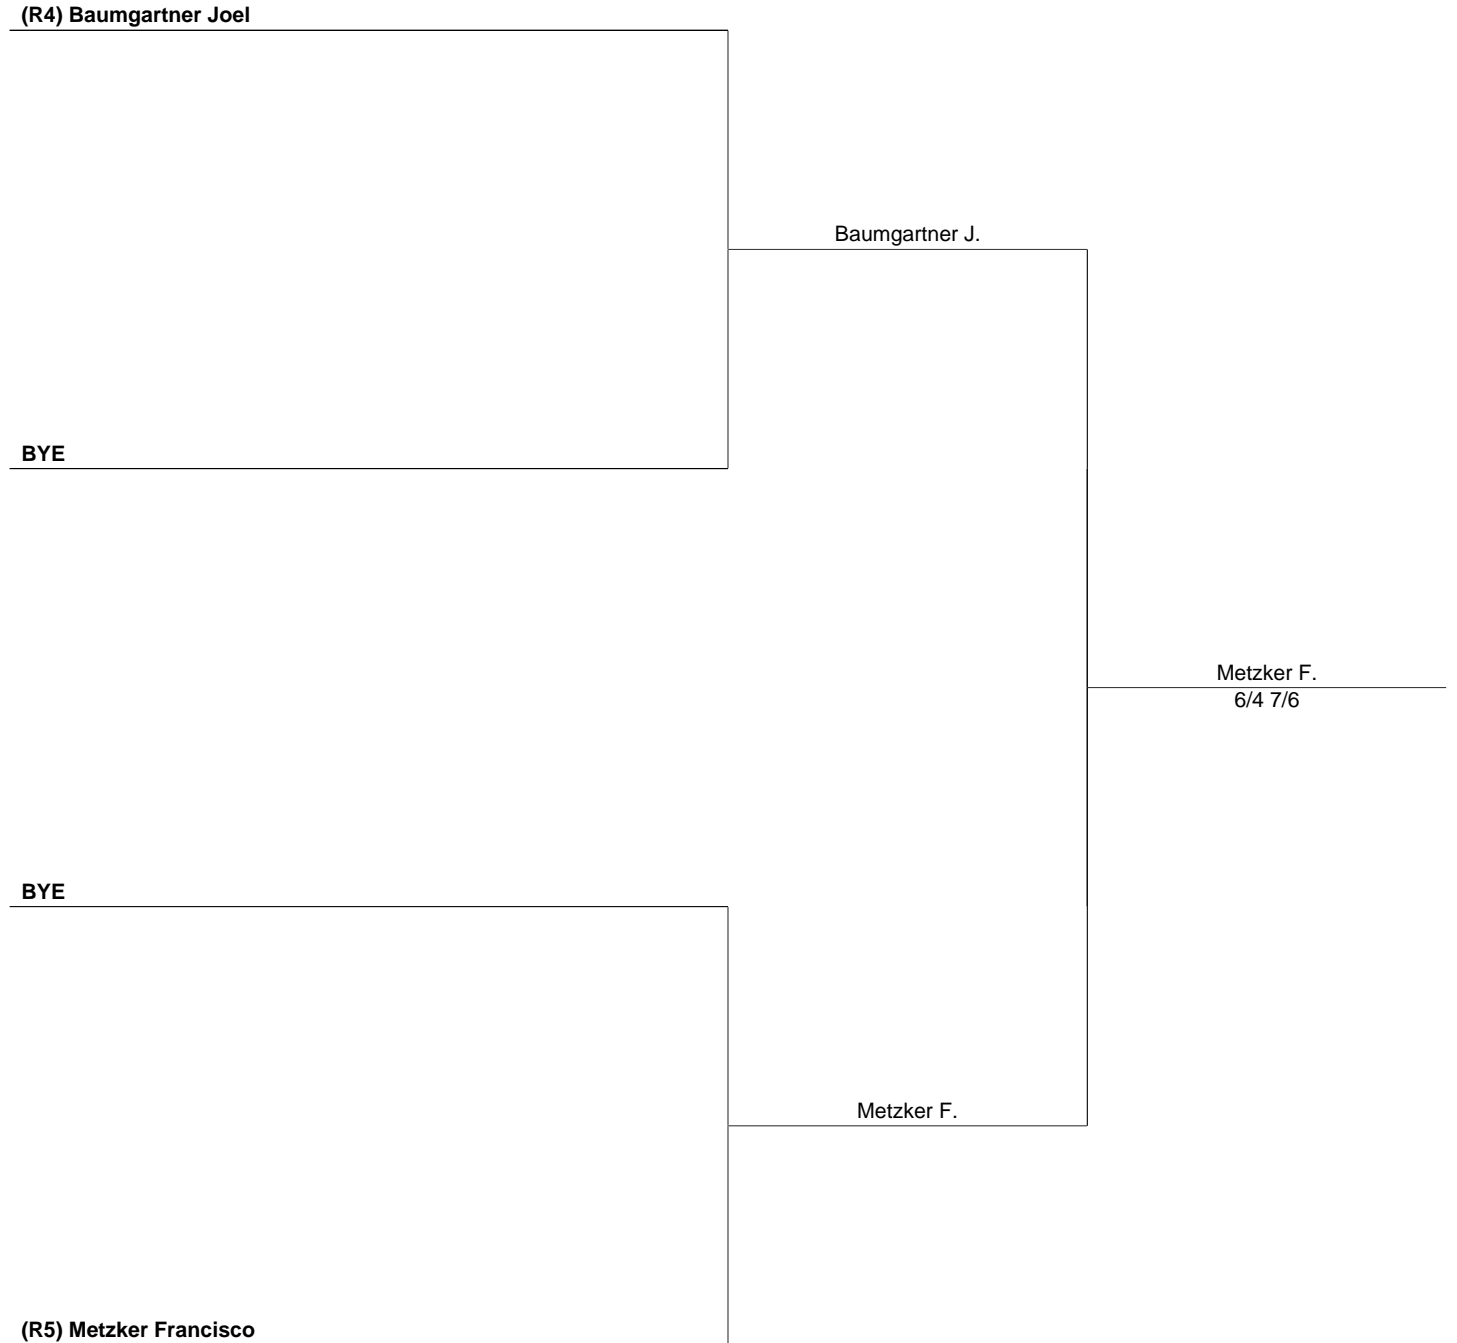 (R4) Baumgartner Joel
Baumgartner J.
BYE
Metzker F.
6/4 7/6
BYE
Metzker F.
(R5) Metzker Francisco